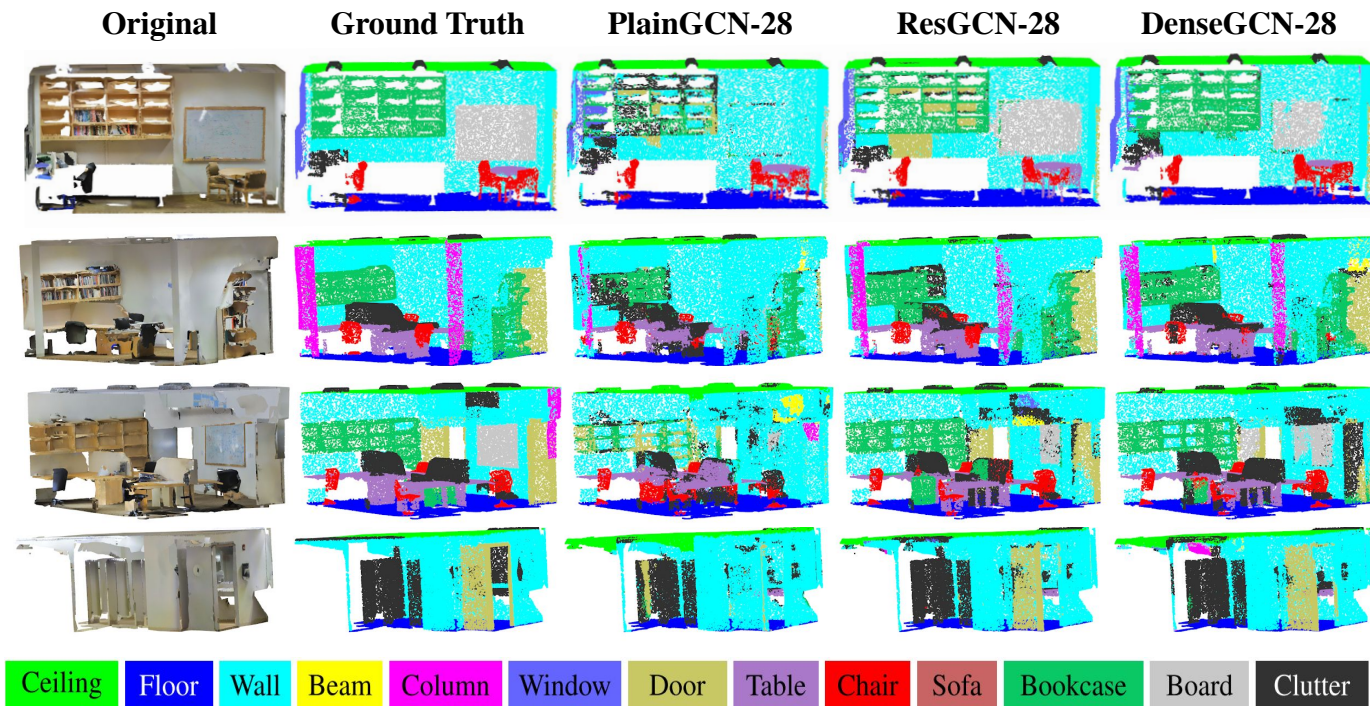 Original Ground Truth PlainGCN-28 ResGCN-28 DenseGCN-28
Ceiling Floor Wall Beam Column Window Door Table Chair Sofa Bookcase Board Clutter